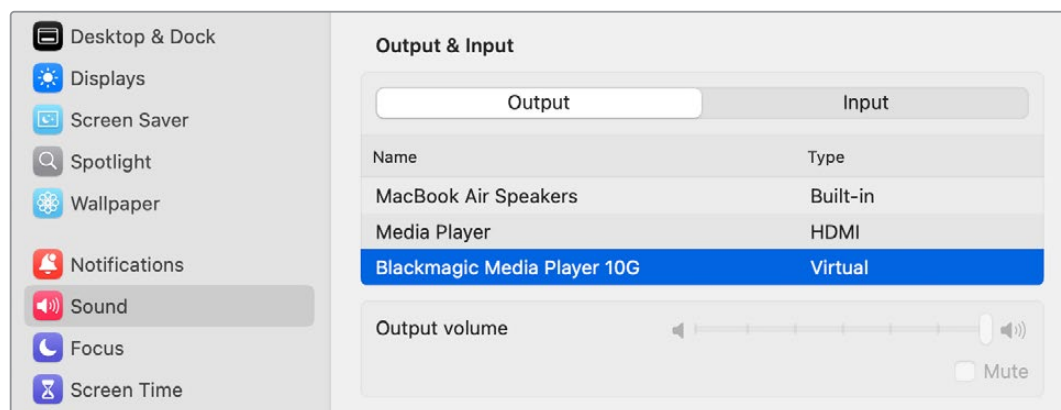 Desktop & Dock
Displays
Screen Saver
Spotlight
Wallpaper
Notifications
Sound
Focus
Screen Time
Output & Input
Output Input
Name Type
MacBook Air Speakers Built-in
Media Player HDMI
Blackmagic Media Player 10G Virtual
Output volume
Mute